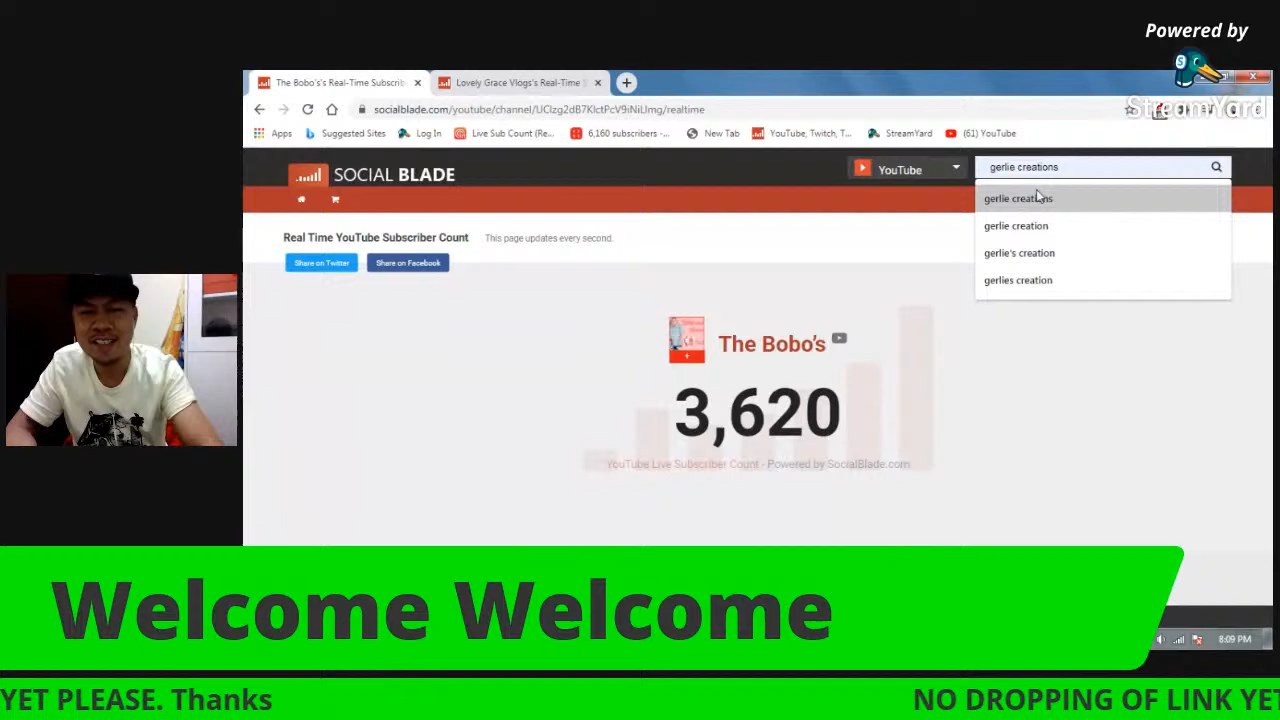 Powered by
StreamYard
The Bobo's's Real-Time Subscrib
Lovely Grace Vlogs's Real-Time S
socialblade.com/youtube/channel/UClzg2dB7KlctPcV9iNiUmg/realtime
Apps
Suggested Sites
Log In
Live Sub Count (Re...
6,160 subscribers -...
New Tab
YouTube, Twitch, T...
StreamYard
(61) YouTube
SOCIAL BLADE
YouTube
gerlie creations
gerlie creations
gerlie creation
gerlie's creation
gerlies creation
Real Time YouTube Subscriber Count
This page updates every second.
Share on Twitter
Share on Facebook
The Bobo's
3,620
YouTube Live Subscriber Count - Powered by SocialBlade.com
Welcome Welcome
8:09 PM
YET PLEASE. Thanks
NO DROPPING OF LINK YET